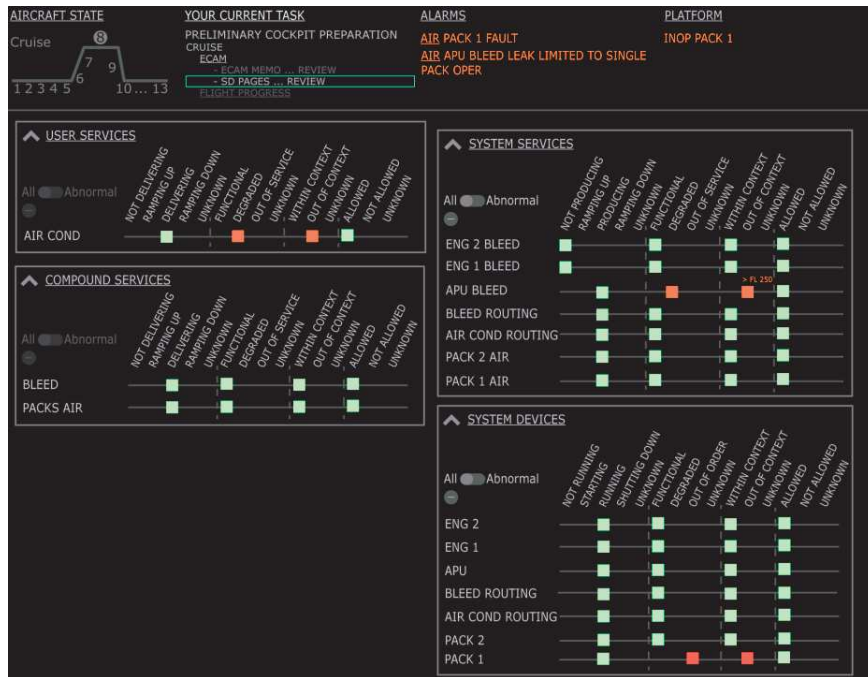 AIRCRAFT STATE
Cruise
8
7 9
6
1 2 3 4 5
10 ... 13
YOUR CURRENT TASK
PRELIMINARY COCKPIT PREPARATION
CRUISE
ECAM
- ECAM MEMO ... REVIEW
- SD PAGES ... REVIEW
FLIGHT PROGRESS
ALARMS
AIR PACK 1 FAULT
AIR APU BLEED LEAK LIMITED TO SINGLE
PACK OPER
PLATFORM
INOP PACK 1
USER SERVICES
All Abnormal
NOT DELIVERING
RAMPING UP
DELIVERING
RAMPING DOWN
UNKNOWN
FUNCTIONAL
DEGRADED
OUT OF SERVICE
UNKNOWN
WITHIN CONTEXT
OUT OF CONTEXT
UNKNOWN
ALLOWED
NOT ALLOWED
UNKNOWN
AIR COND
COMPOUND SERVICES
All Abnormal
NOT DELIVERING
RAMPING UP
DELIVERING
RAMPING DOWN
UNKNOWN
FUNCTIONAL
DEGRADED
OUT OF SERVICE
UNKNOWN
WITHIN CONTEXT
OUT OF CONTEXT
UNKNOWN
ALLOWED
NOT ALLOWED
UNKNOWN
BLEED
PACKS AIR
SYSTEM SERVICES
All Abnormal
NOT PRODUCING
RAMPING UP
PRODUCING
RAMPING DOWN
UNKNOWN
FUNCTIONAL
DEGRADED
OUT OF SERVICE
UNKNOWN
WITHIN CONTEXT
OUT OF CONTEXT
UNKNOWN
ALLOWED
NOT ALLOWED
UNKNOWN
ENG 2 BLEED
ENG 1 BLEED
> FL 250
APU BLEED
BLEED ROUTING
AIR COND ROUTING
PACK 2 AIR
PACK 1 AIR
SYSTEM DEVICES
All Abnormal
NOT RUNNING
STARTING
RUNNING
SHUTTING DOWN
UNKNOWN
FUNCTIONAL
DEGRADED
OUT OF ORDER
UNKNOWN
WITHIN CONTEXT
OUT OF CONTEXT
UNKNOWN
ALLOWED
NOT ALLOWED
UNKNOWN
ENG 2
ENG 1
APU
BLEED ROUTING
AIR COND ROUTING
PACK 2
PACK 1